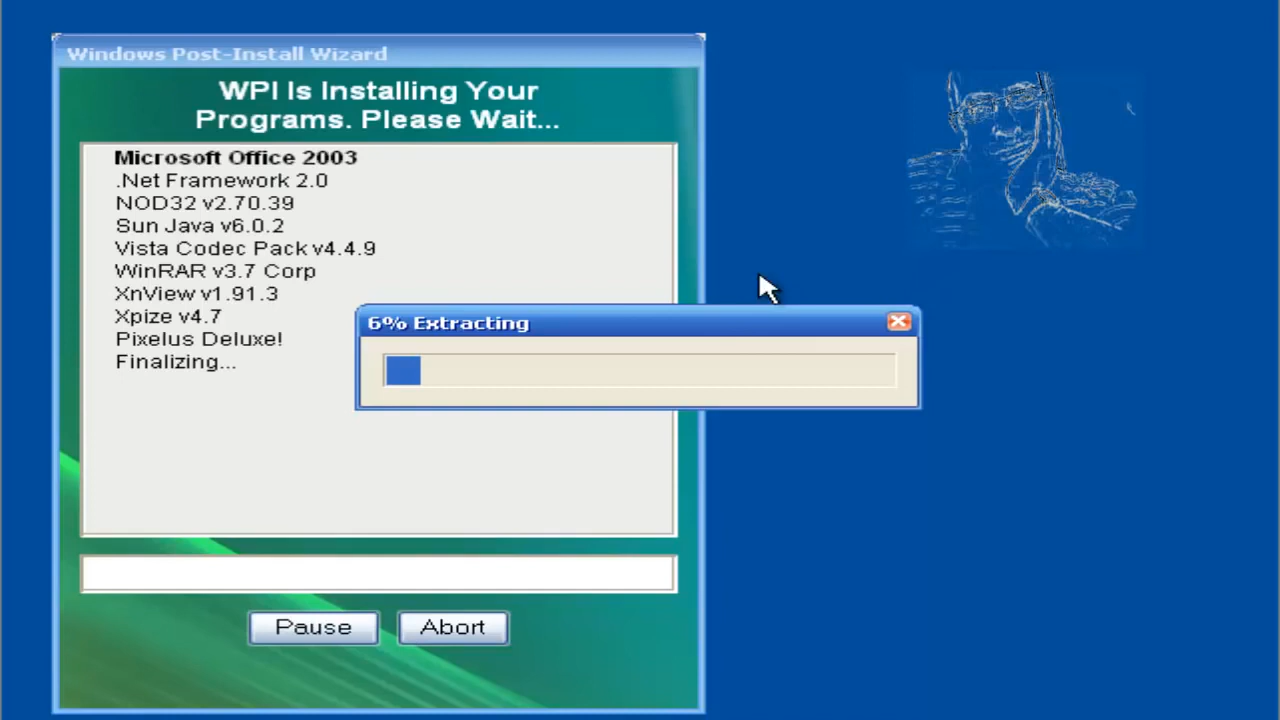 Windows Post-Install Wizard
WPI Is Installing Your
Programs. Please Wait...
Microsoft Office 2003
.Net Framework 2.0
NOD32 v2.70.39
Sun Java v6.0.2
Vista Codec Pack v4.4.9
WinRAR v3.7 Corp
XnView v1.91.3
Xpize v4.7
Pixelus Deluxe!
Finalizing...
6% Extracting
Pause
Abort